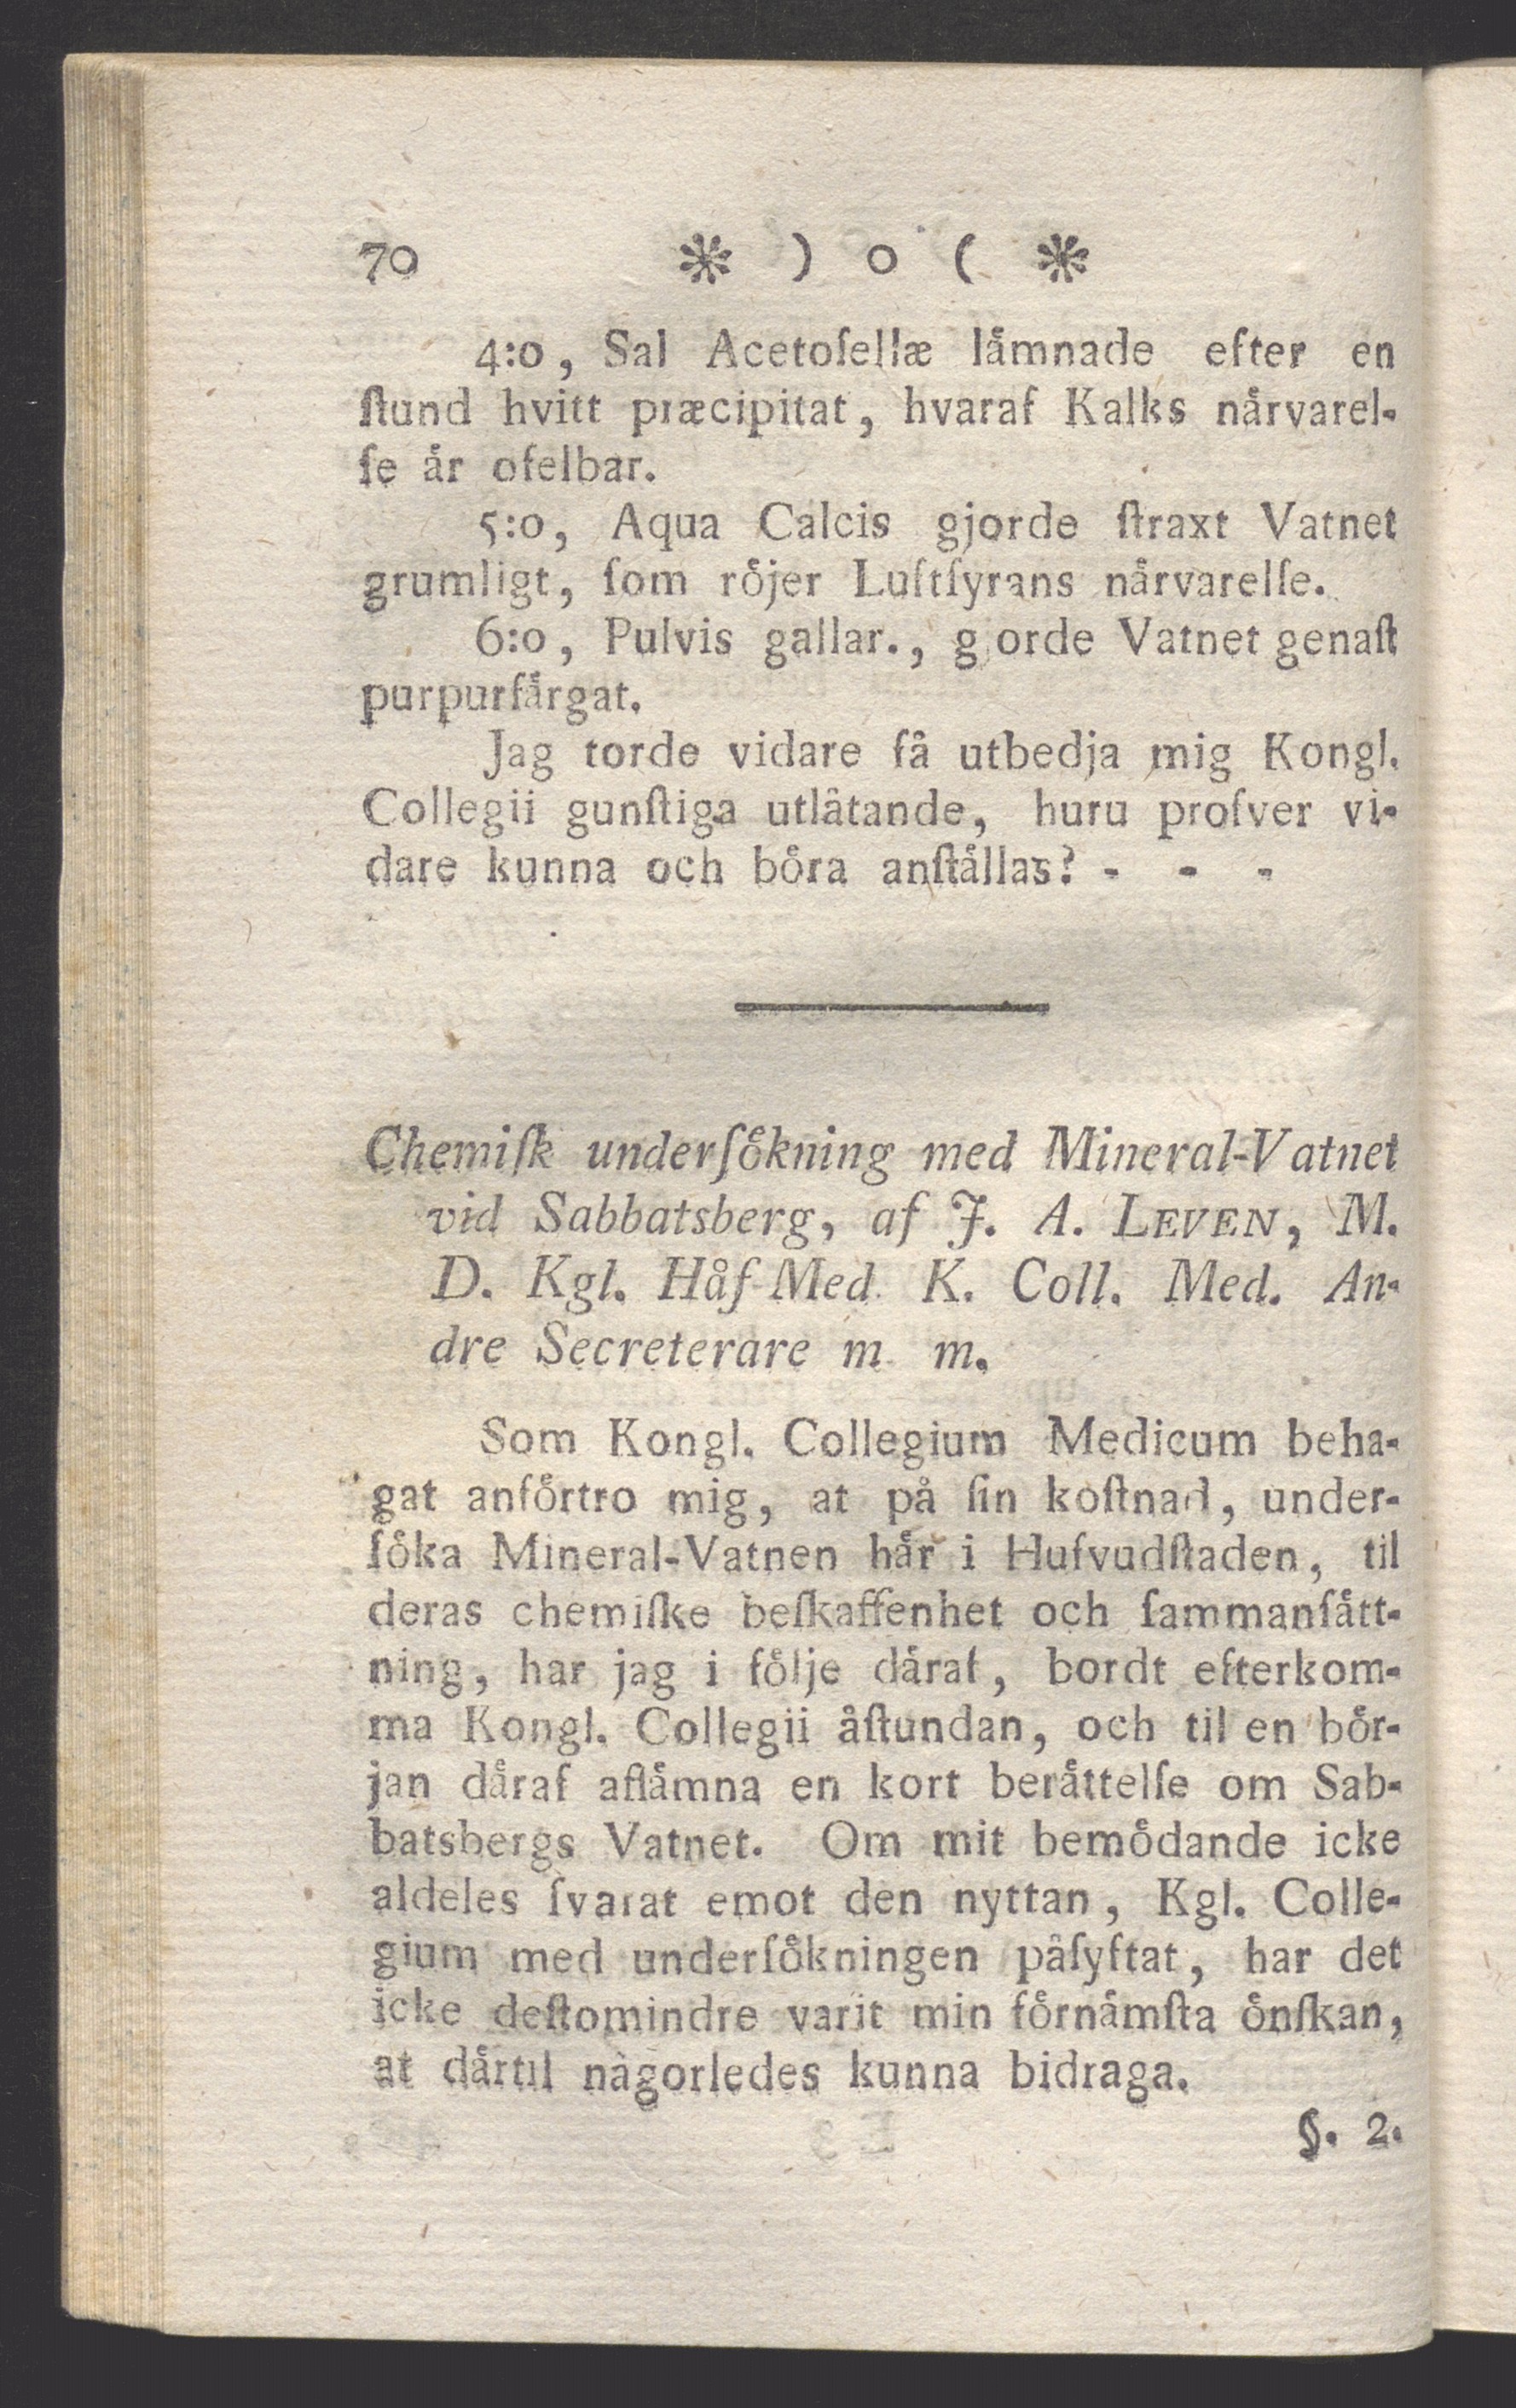 70 ❋ ) o ( ❋
4:o, Sal Acetoſellæ lämnade efter en
ſtund hvitt præcipitat, hvaraf Kalks närvarel-
ſe är ofelbar.
5:o, Aqua Calcis gjorde ſtraxt Vatnet
grumligt, ſom röjer Luftſyrans närvarelſe.
6:o, Pulvis gallar., gjorde Vatnet genaſt
purpurfärgat.
Jag torde vidare få utbedja mig Kongl.
Collegii gunſtiga utlåtande, huru profver vi-
dare kunna och böra anſtällas? - - -
Chemiſk underſökning med Mineral-Vatnet
vid Sabbatsberg, af J. A. LEVEN, M.
D. Kgl. Håf-Med. K. Coll. Med. An-
dre Secreterare m. m.
Som Kongl. Collegium Medicum beha-
gat anförtro mig, at på ſin koſtnad, under-
ſöka Mineral-Vatnen här i Hufvudſtaden, til
deras chemiſke beſkaffenhet och ſammanſätt-
ning, har jag i följe däraf, bordt efterkom-
ma Kongl. Collegii åſtundan, och til en bör-
jan däraf aflämna en kort berättelſe om Sab-
batsbergs Vatnet. Om mit bemödande icke
aldeles ſvarat emot den nyttan, Kgl. Colle-
gium med underſökningen påſyftat, har det
icke deſtomindre varit min förnämſta önſkan,
at därtil någorledes kunna bidraga.
§. 2.